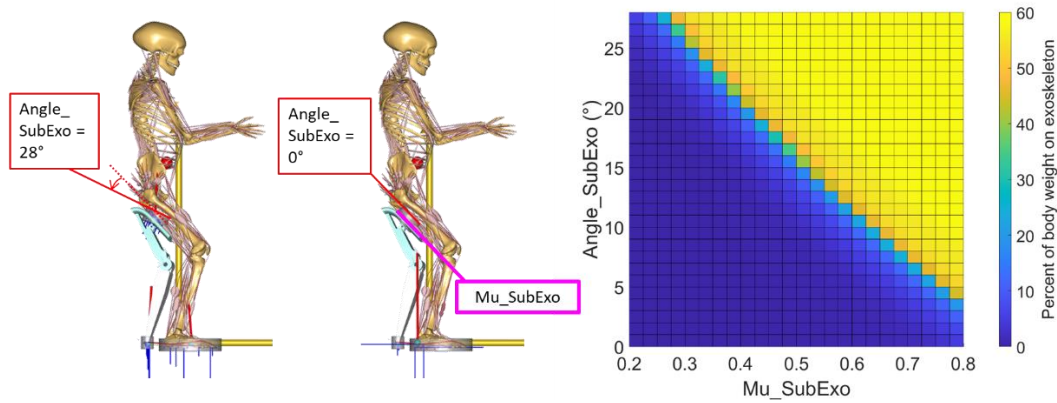 Angle_
SubExo =
28°
Angle_
SubExo =
0°
Mu_SubExo
Angle_SubExo (°)
25
20
15
10
5
0
0.2 0.3 0.4 0.5 0.6 0.7 0.8
Mu_SubExo
60
50
40
30
20
10
0
Percent of body weight on exoskeleton